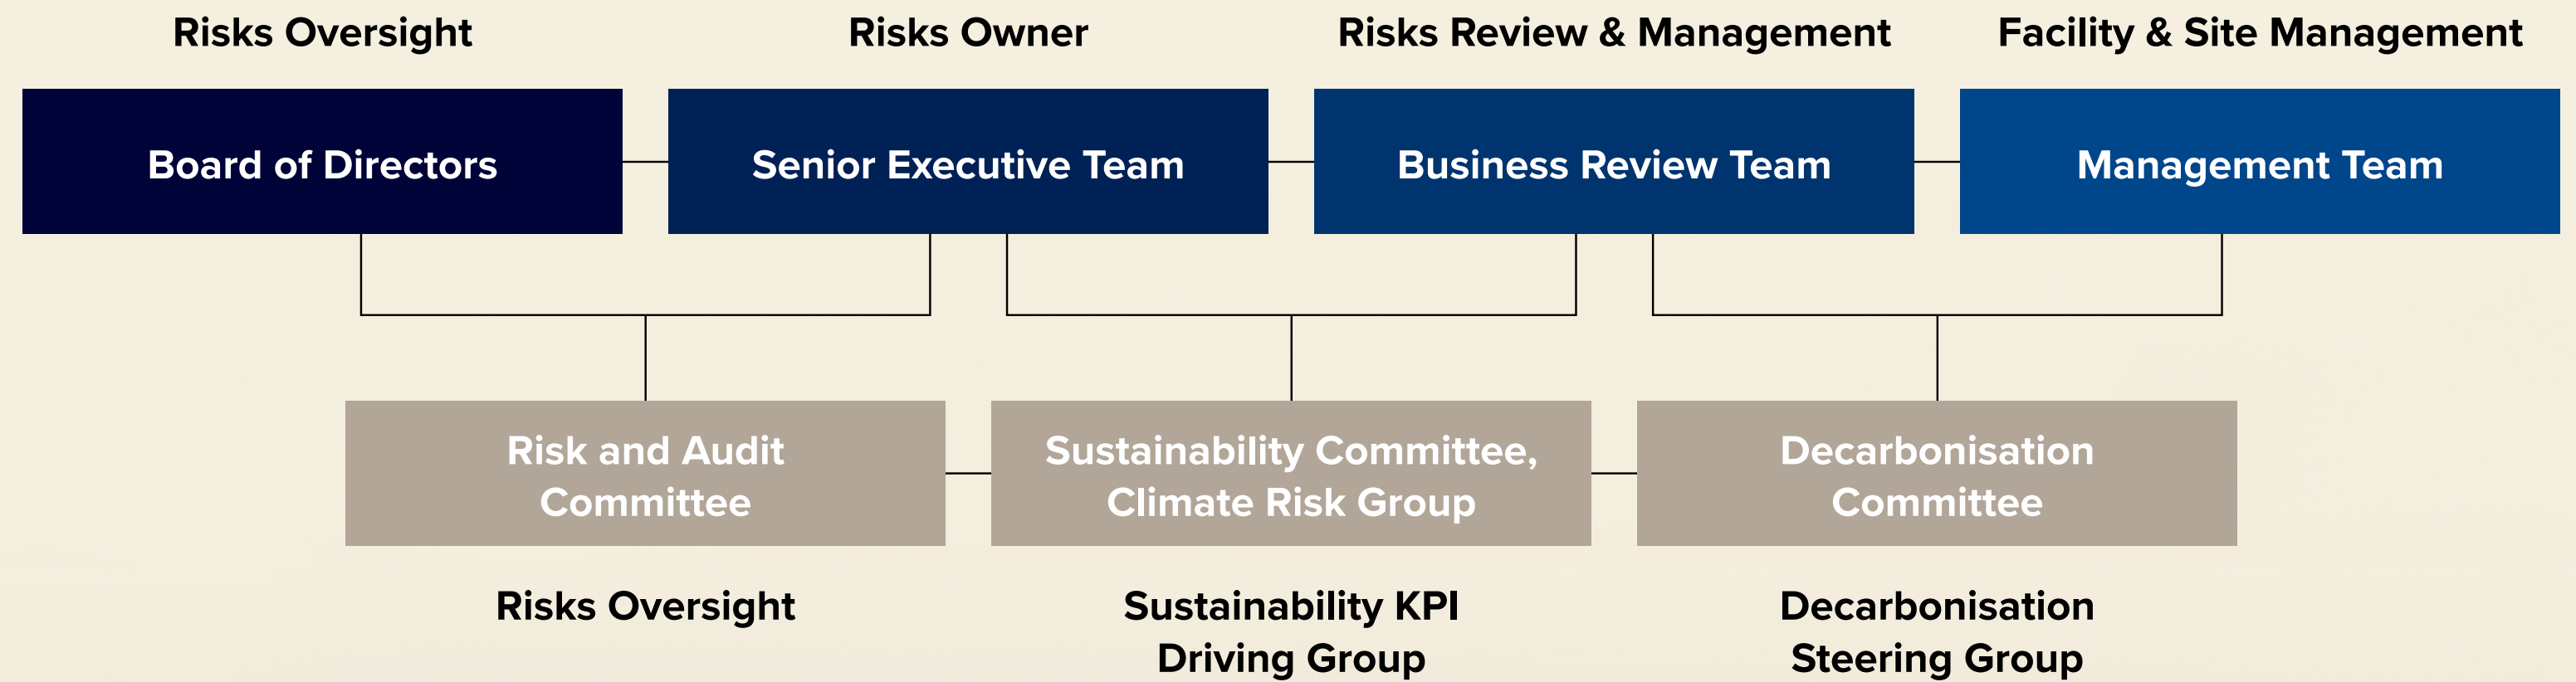 Risks Oversight
Risks Owner
Risks Review & Management
Facility & Site Management
Board of Directors
Senior Executive Team
Business Review Team
Management Team
Risk and Audit
Committee
Sustainability Committee,
Climate Risk Group
Decarbonisation
Committee
Risks Oversight
Sustainability KPI
Driving Group
Decarbonisation
Steering Group